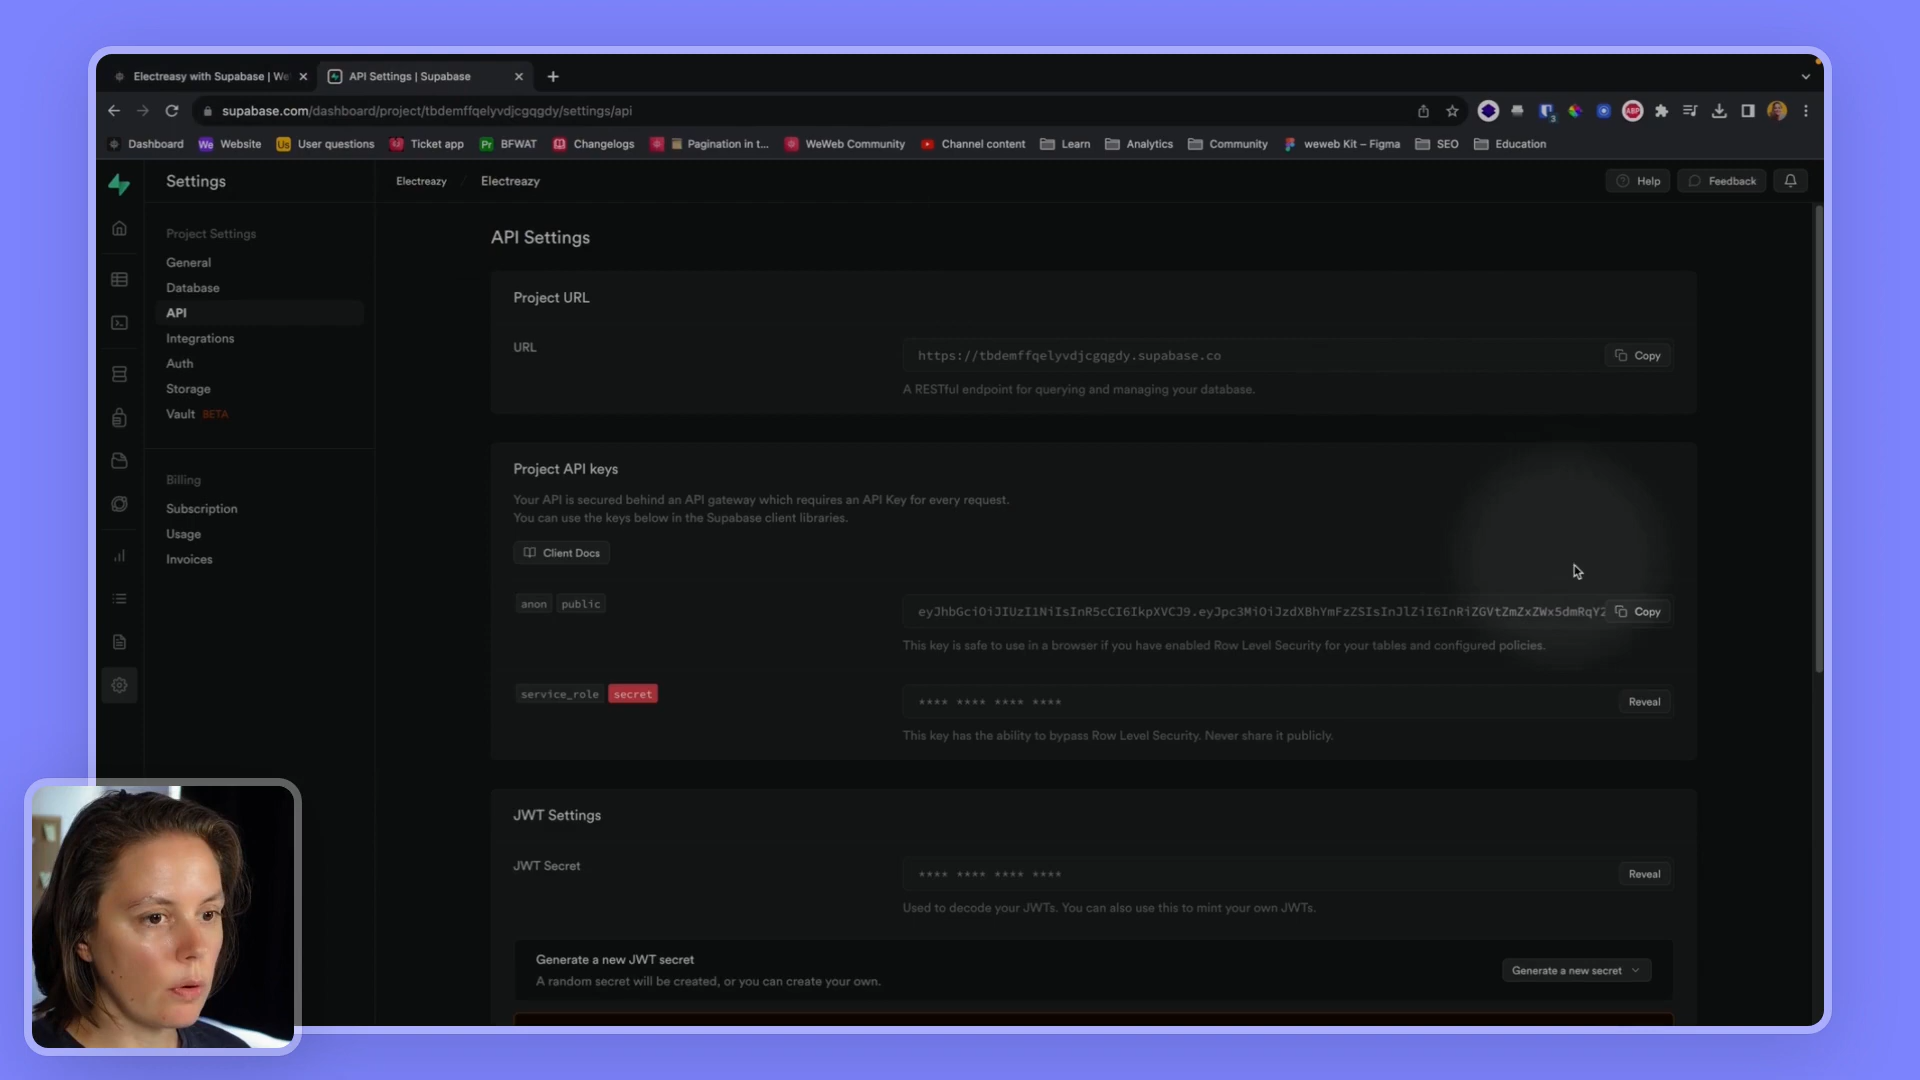 Electreasy with Supabase | We
API Settings | Supabase
supabase.com/dashboard/project/tbdemffqelyvdjcgqgdy/settings/api
Dashboard
We Website
Us User questions
Ticket app
Pr BFWAT
Changelogs
Pagination in t...
WeWeb Community
Channel content
Learn
Analytics
Community
weweb Kit – Figma
SEO
Education
Settings
Electreazy / Electreazy
Help
Feedback
Project Settings
General
Database
API
Integrations
Auth
Storage
Vault BETA
Billing
Subscription
Usage
Invoices
API Settings
Project URL
URL
https://tbdemffqelyvdjcgqgdy.supabase.co
Copy
A RESTful endpoint for querying and managing your database.
Project API keys
Your API is secured behind an API gateway which requires an API Key for every request.
You can use the keys below in the Supabase client libraries.
Client Docs
anon public
eyJhbGciOiJIUzI1NiIsInR5cCI6IkpXVCJ9.eyJpc3MiOiJzdXBhYmFzZSIsInJlZiI6InRiZGVtZmZxZWx5dmRqY2
Copy
This key is safe to use in a browser if you have enabled Row Level Security for your tables and configured policies.
service_role secret
**** **** **** ****
Reveal
This key has the ability to bypass Row Level Security. Never share it publicly.
JWT Settings
JWT Secret
**** **** **** ****
Reveal
Used to decode your JWTs. You can also use this to mint your own JWTs.
Generate a new JWT secret
A random secret will be created, or you can create your own.
Generate a new secret